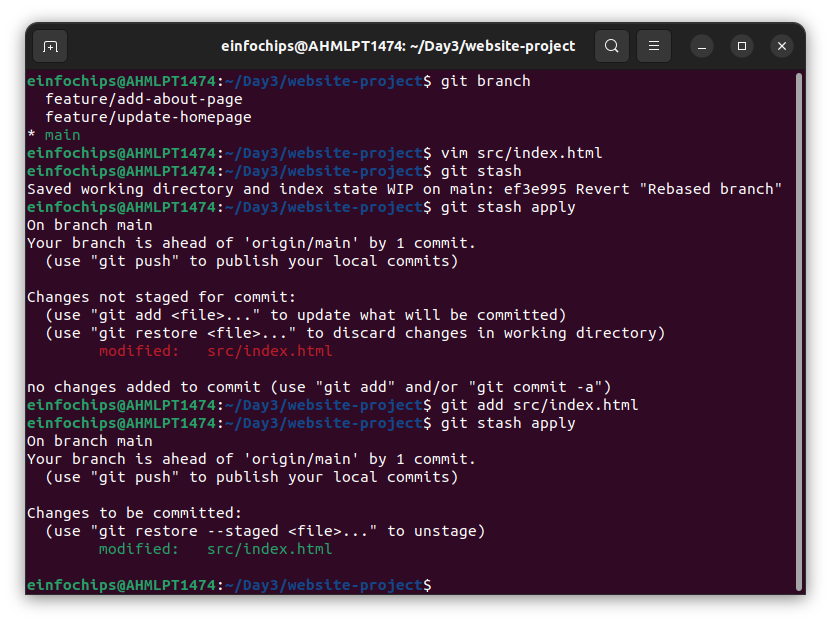 einfochips@AHMLPT1474: ~/Day3/website-project
einfochips@AHMLPT1474:~/Day3/website-project$ git branch
  feature/add-about-page
  feature/update-homepage
* main
einfochips@AHMLPT1474:~/Day3/website-project$ vim src/index.html
einfochips@AHMLPT1474:~/Day3/website-project$ git stash
Saved working directory and index state WIP on main: ef3e995 Revert "Rebased branch"
einfochips@AHMLPT1474:~/Day3/website-project$ git stash apply
On branch main
Your branch is ahead of 'origin/main' by 1 commit.
  (use "git push" to publish your local commits)

Changes not staged for commit:
  (use "git add <file>..." to update what will be committed)
  (use "git restore <file>..." to discard changes in working directory)
        modified:   src/index.html

no changes added to commit (use "git add" and/or "git commit -a")
einfochips@AHMLPT1474:~/Day3/website-project$ git add src/index.html
einfochips@AHMLPT1474:~/Day3/website-project$ git stash apply
On branch main
Your branch is ahead of 'origin/main' by 1 commit.
  (use "git push" to publish your local commits)

Changes to be committed:
  (use "git restore --staged <file>..." to unstage)
        modified:   src/index.html

einfochips@AHMLPT1474:~/Day3/website-project$